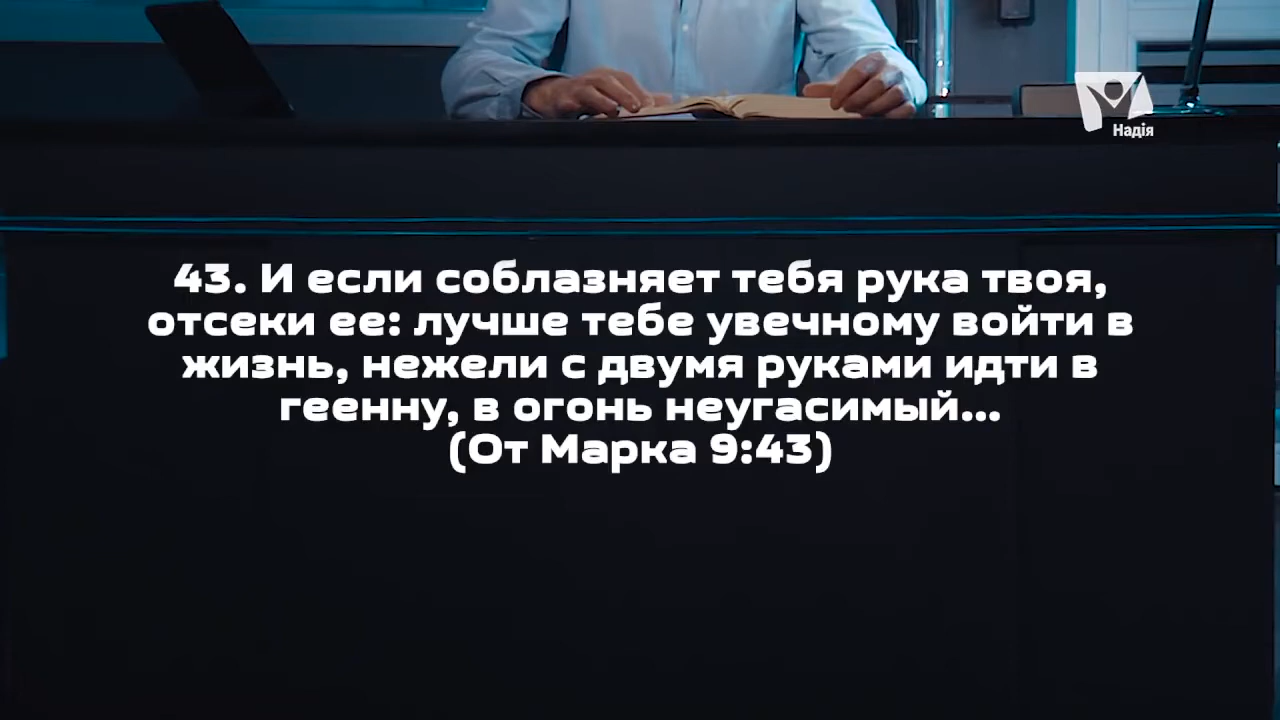 Надія
43. И если соблазняет тебя рука твоя,
отсеки ее: лучше тебе увечному войти в
жизнь, нежели с двумя руками идти в
геенну, в огонь неугасимый...
(От Марка 9:43)